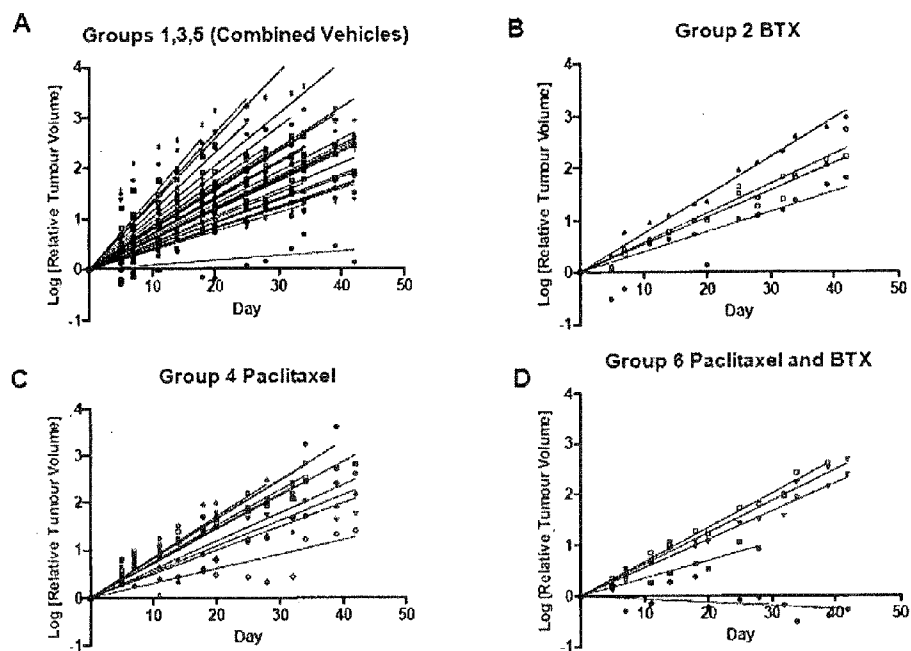 A
Groups 1,3,5 (Combined Vehicles)
Log [Relative Tumour Volume]
4
3
2
1
0
-1
10
20
30
40
50
Day
B
Group 2 BTX
Log [Relative Tumour Volume]
4
3
2
1
0
-1
10
20
30
40
50
Day
C
Group 4 Paclitaxel
Log [Relative Tumour Volume]
4
3
2
1
0
-1
10
20
30
40
50
Day
D
Group 6 Paclitaxel and BTX
Log [Relative Tumour Volume]
4
3
2
1
0
-1
10
20
30
40
50
Day